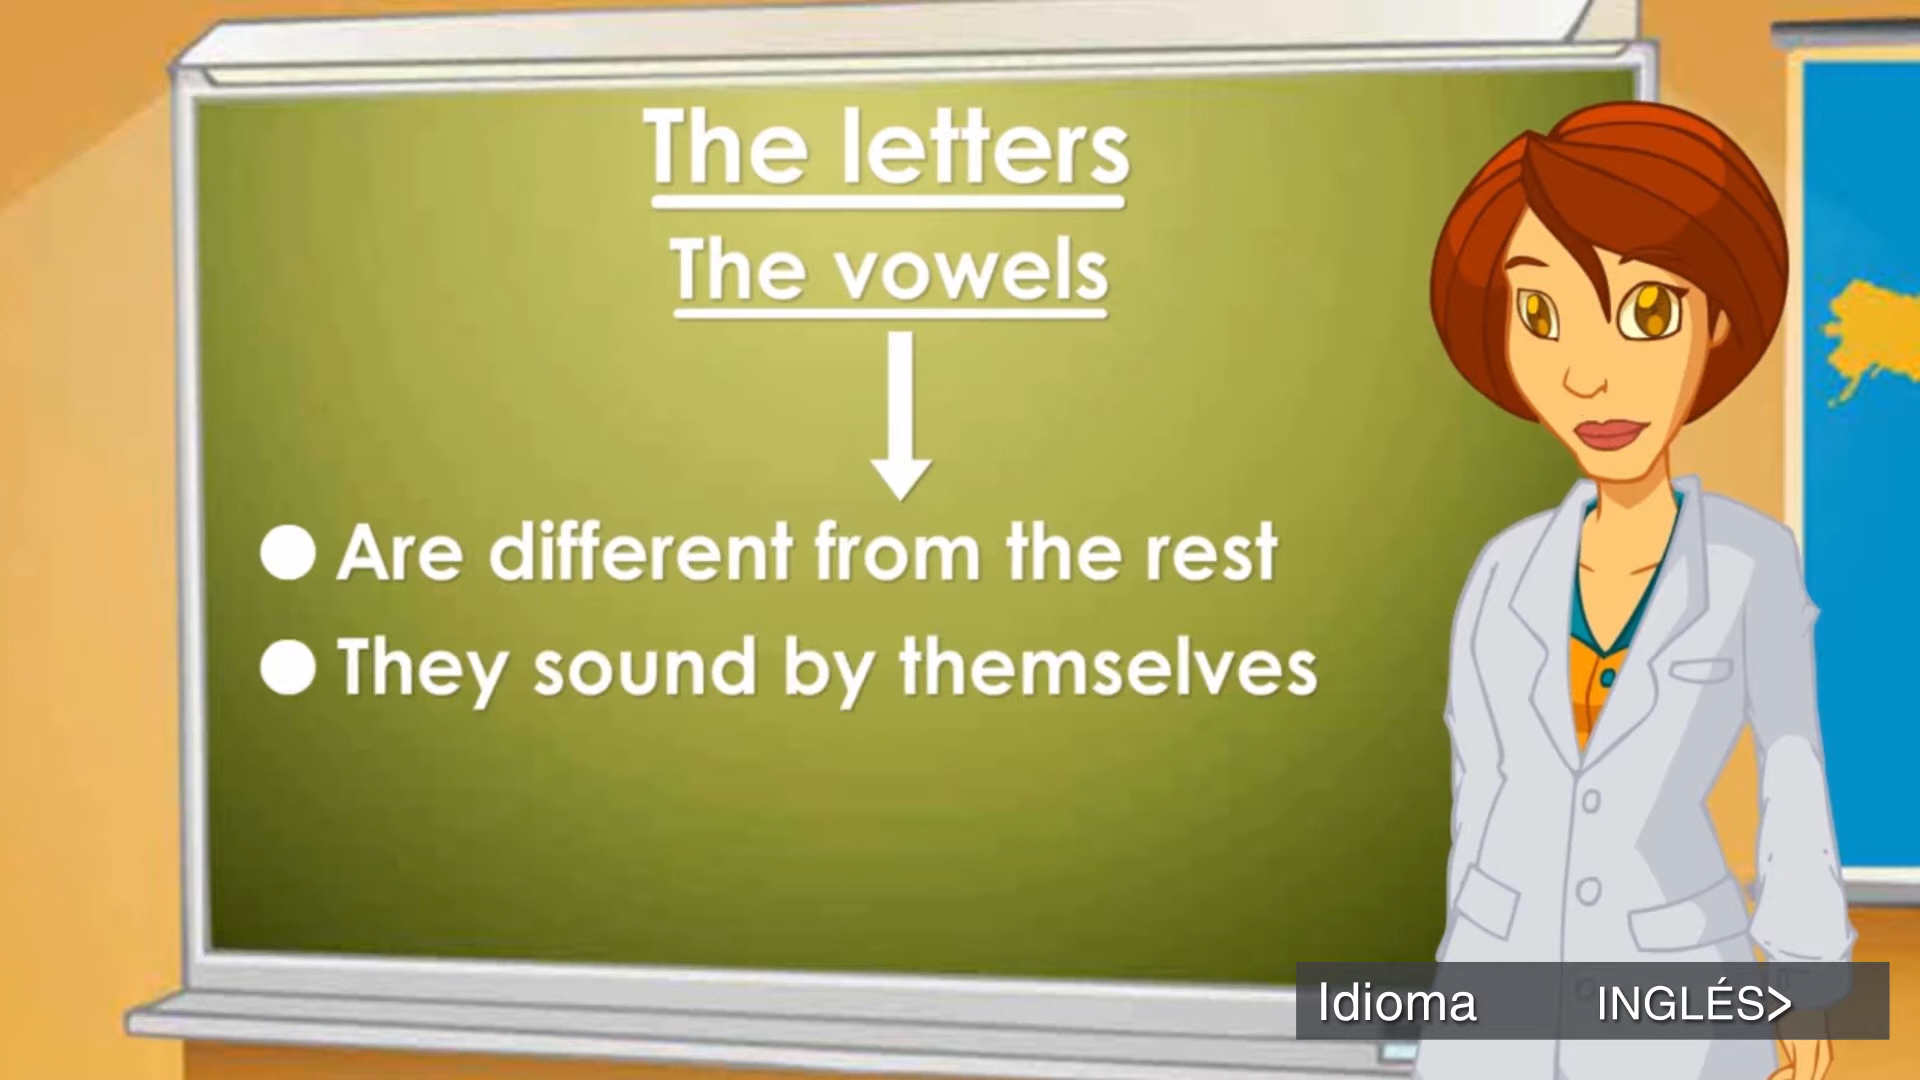 The letters
The vowels
● Are different from the rest
● They sound by themselves
Idioma INGLÉS>